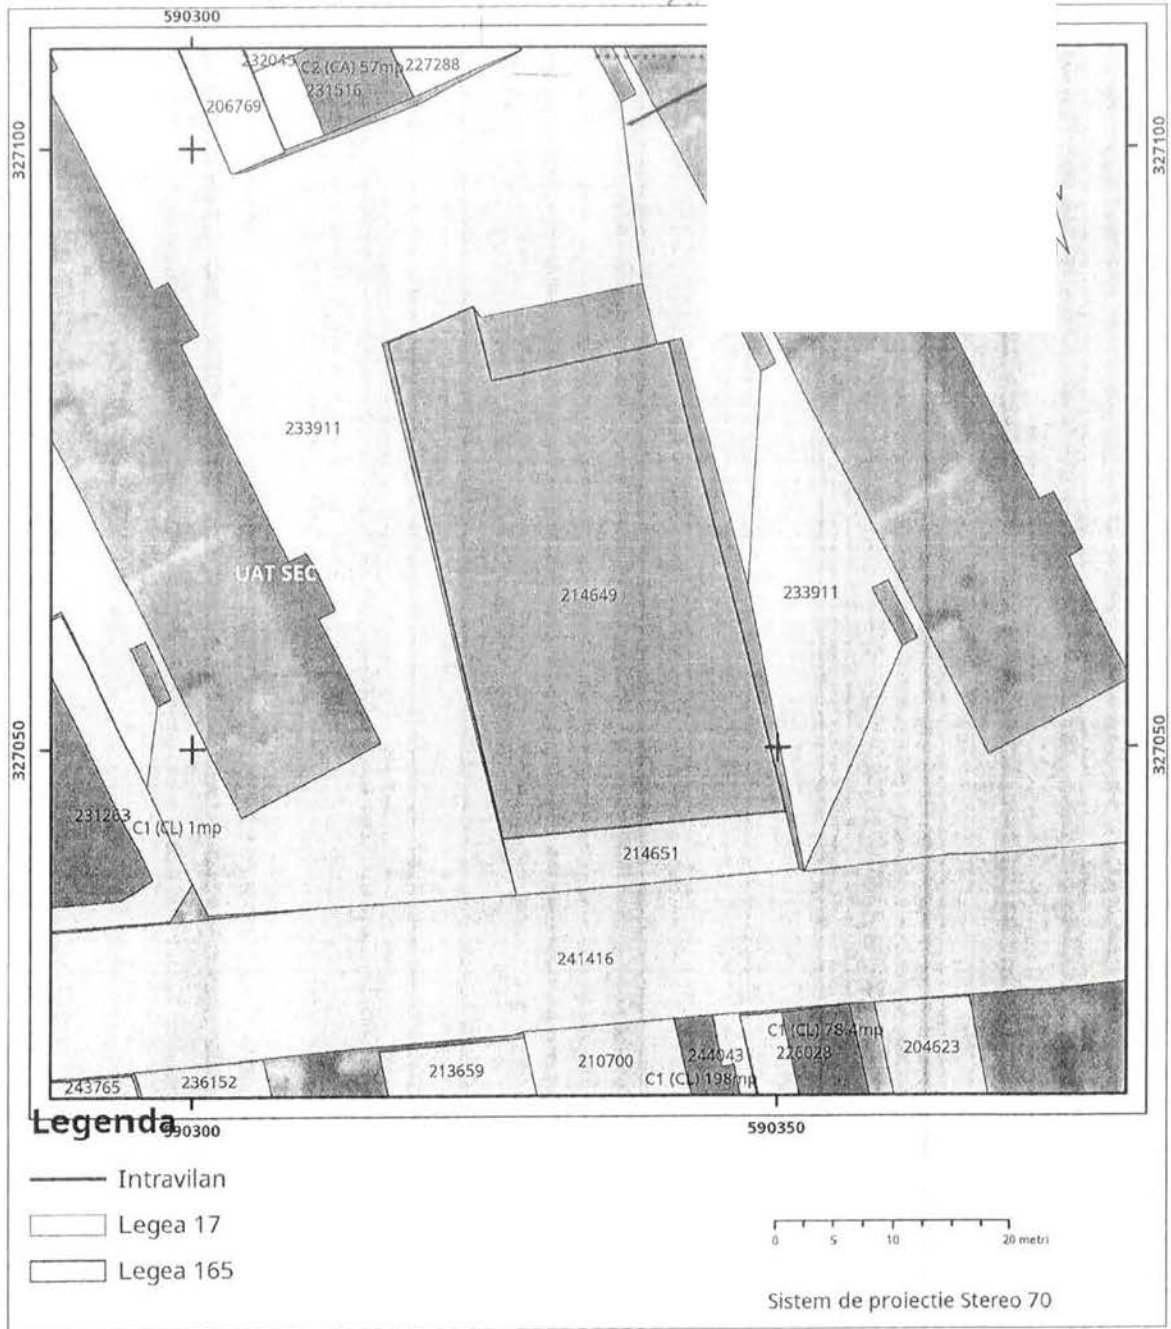 590300
232045
C2 (CA) 57mp
227288
231516
206769
327100
327100
233911
UAT SEC
214649
233911
327050
327050
231263
C1 (CL) 1mp
214651
241416
C1 (CL) 78.4mp
244043
226028
204623
210700
213659
C1 (CL) 198mp
243765
236152
590300
590350
Legenda
Intravilan
Legea 17
Legea 165
0 5 10 20 metri
Sistem de proiectie Stereo 70